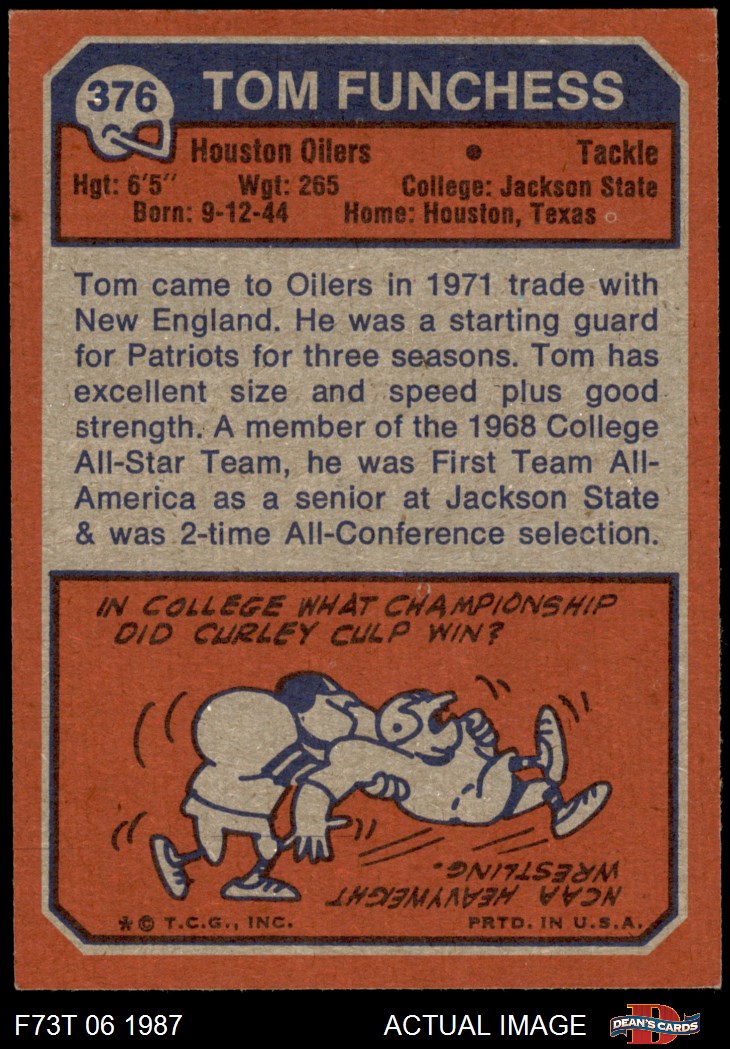 376
TOM FUNCHESS
Houston Oilers • Tackle
Hgt: 6'5" Wgt: 265 College: Jackson State
Born: 9-12-44 Home: Houston, Texas
Tom came to Oilers in 1971 trade with
New England. He was a starting guard
for Patriots for three seasons. Tom has
excellent size and speed plus good
strength. A member of the 1968 College
All-Star Team, he was First Team All-
America as a senior at Jackson State
& was 2-time All-Conference selection.
IN COLLEGE WHAT CHAMPIONSHIP
DID CURLEY CULP WIN?
NCAA HEAVYWEIGHT
WRESTLING.
* © T.C.G., INC. PRTD. IN U.S.A.
F73T 06 1987 ACTUAL IMAGE DEAN'S CARDS